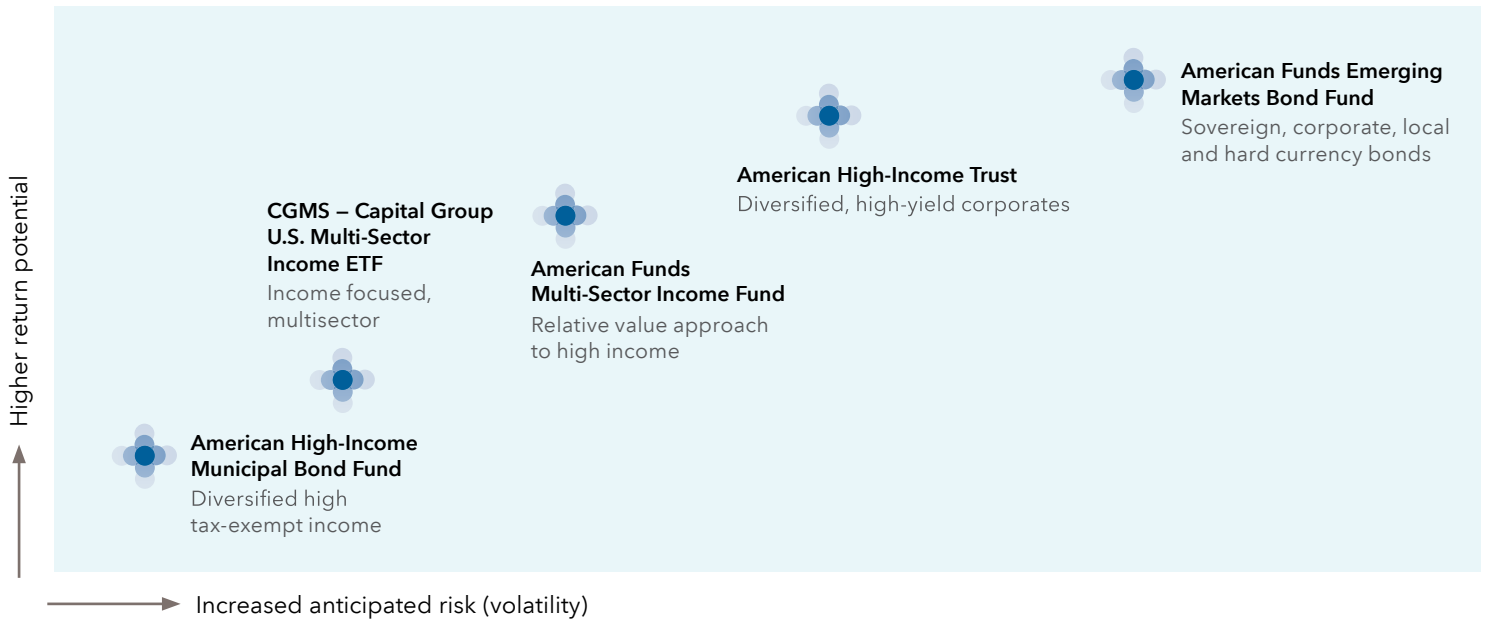 American Funds Emerging
Markets Bond Fund
Sovereign, corporate, local
and hard currency bonds
American High-Income Trust
Diversified, high-yield corporates
CGMS – Capital Group
U.S. Multi-Sector
Income ETF
Income focused,
multisector
American Funds
Multi-Sector Income Fund
Relative value approach
to high income
American High-Income
Municipal Bond Fund
Diversified high
tax-exempt income
Higher return potential
Increased anticipated risk (volatility)